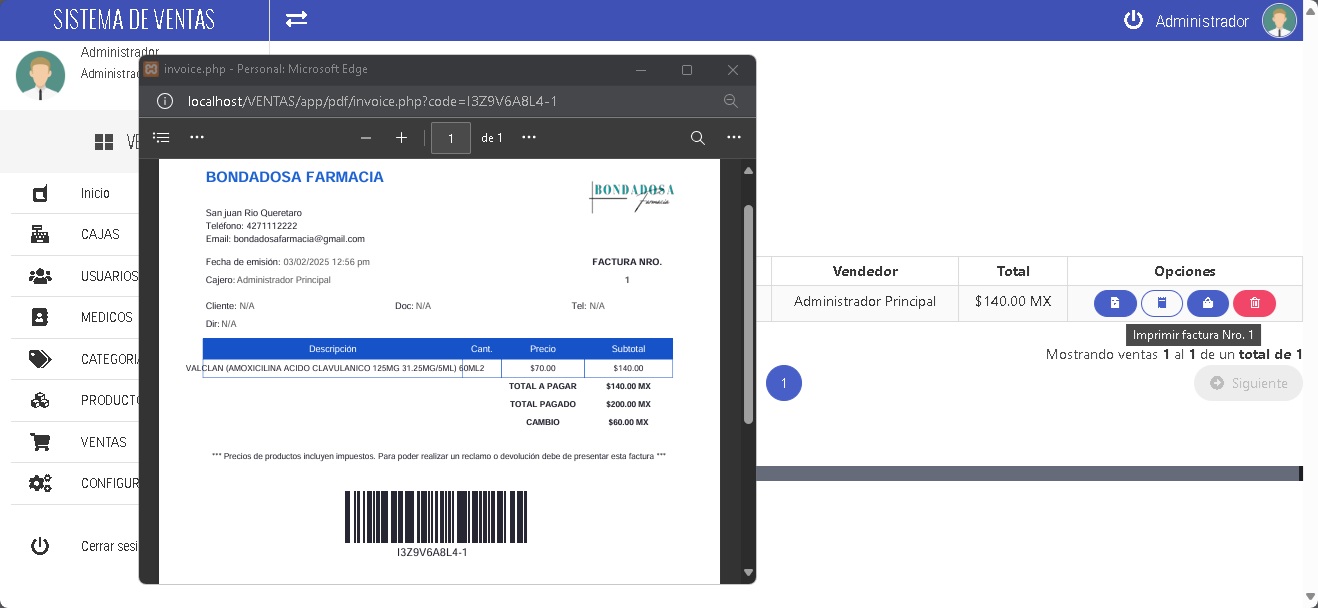 SISTEMA DE VENTAS
Administrador
Administrador
Administrad
VE
Inicio
CAJAS
USUARIOS
MEDICOS
CATEGORI
PRODUCTO
VENTAS
CONFIGUR
Cerrar sesi
invoice.php - Personal: Microsoft Edge
localhost/VENTAS/app/pdf/invoice.php?code=I3Z9V6A8L4-1
1 de 1
BONDADOSA FARMACIA
BONDADOSA
Farmacia
San juan Rio Queretaro
Teléfono: 4271112222
Email: bondadosafarmacia@gmail.com
Fecha de emisión: 03/02/2025 12:56 pm
FACTURA NRO.
Cajero: Administrador Principal
1
Cliente: N/A Doc: N/A Tel: N/A
Dir: N/A
Descripción Cant. Precio Subtotal
VALCLAN (AMOXICILINA ACIDO CLAVULANICO 125MG 31.25MG/5ML) 60ML2 $70.00 $140.00
TOTAL A PAGAR $140.00 MX
TOTAL PAGADO $200.00 MX
CAMBIO $60.00 MX
*** Precios de productos incluyen impuestos. Para poder realizar un reclamo o devolución debe de presentar esta factura ***
I3Z9V6A8L4-1
Vendedor Total Opciones
Administrador Principal $140.00 MX
Imprimir factura Nro. 1
Mostrando ventas 1 al 1 de un total de 1
1
Siguiente